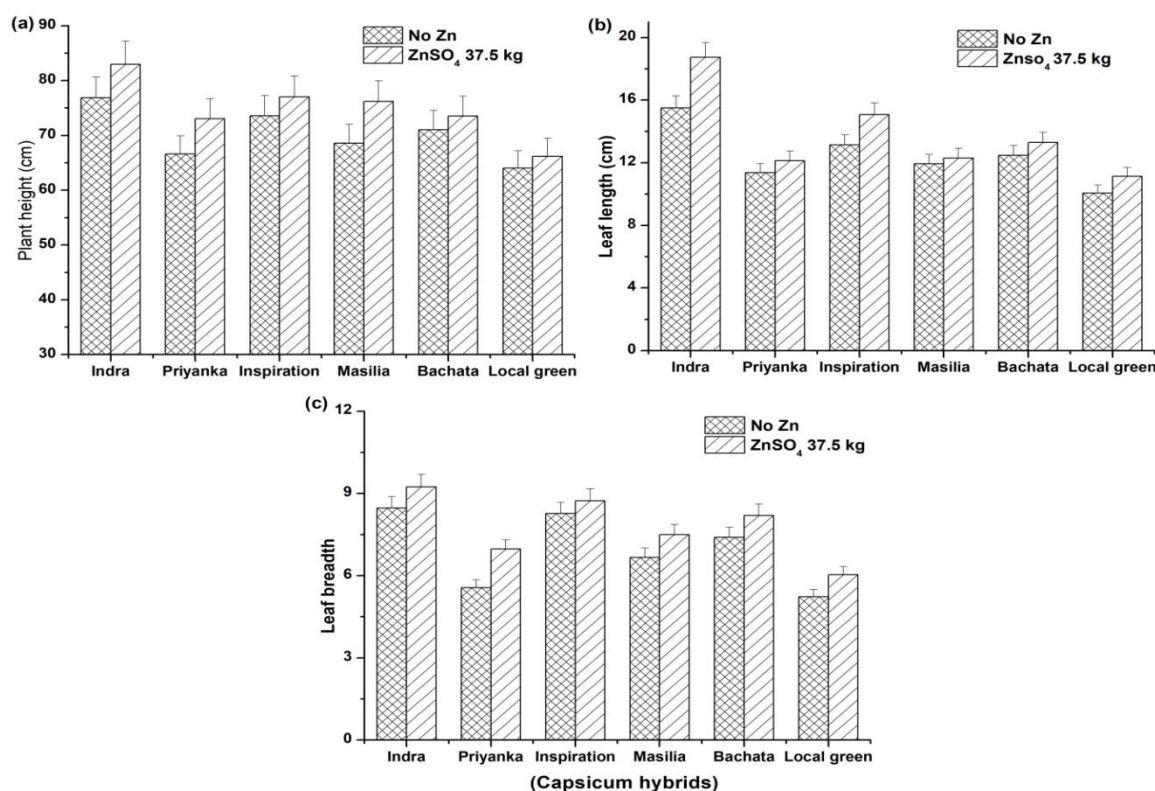 (a)
90
80
70
60
50
40
30
Plant height (cm)
No Zn
ZnSO4 37.5 kg
Indra Priyanka Inspiration Masilia Bachata Local green
(b)
20
16
12
8
4
0
Leaf length (cm)
No Zn
Znso4 37.5 kg
Indra Priyanka Inspiration Masilia Bachata Local green
(c)
12
9
6
3
0
Leaf breadth
No Zn
ZnSO4 37.5 kg
Indra Priyanka Inspiration Masilia Bachata Local green
(Capsicum hybrids)